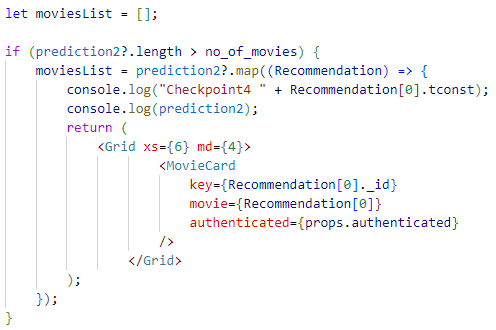 let moviesList = [];
if (prediction2?.length > no_of_movies) {
moviesList = prediction2?.map((Recommendation) => {
console.log("Checkpoint4 " + Recommendation[0].tconst);
console.log(prediction2);
return (
<Grid xs={6} md={4}>
<MovieCard
key={Recommendation[0]._id}
movie={Recommendation[0]}
authenticated={props.authenticated}
/>
</Grid>
);
});
}